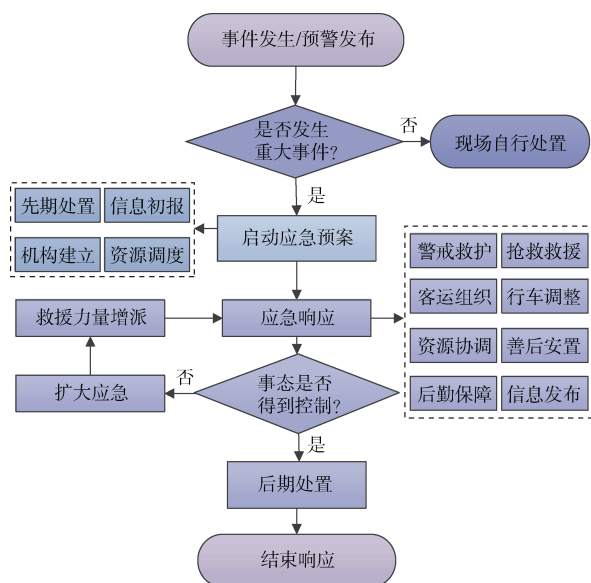 事件发生/预警发布
是否发生
重大事件?
否
现场自行处置
是
先期处置 信息初报
机构建立 资源调度
启动应急预案
警戒救护 抢救救援
客运组织 行车调整
资源协调 善后安置
后勤保障 信息发布
救援力量增派
应急响应
扩大应急
否
事态是否
得到控制?
是
后期处置
结束响应